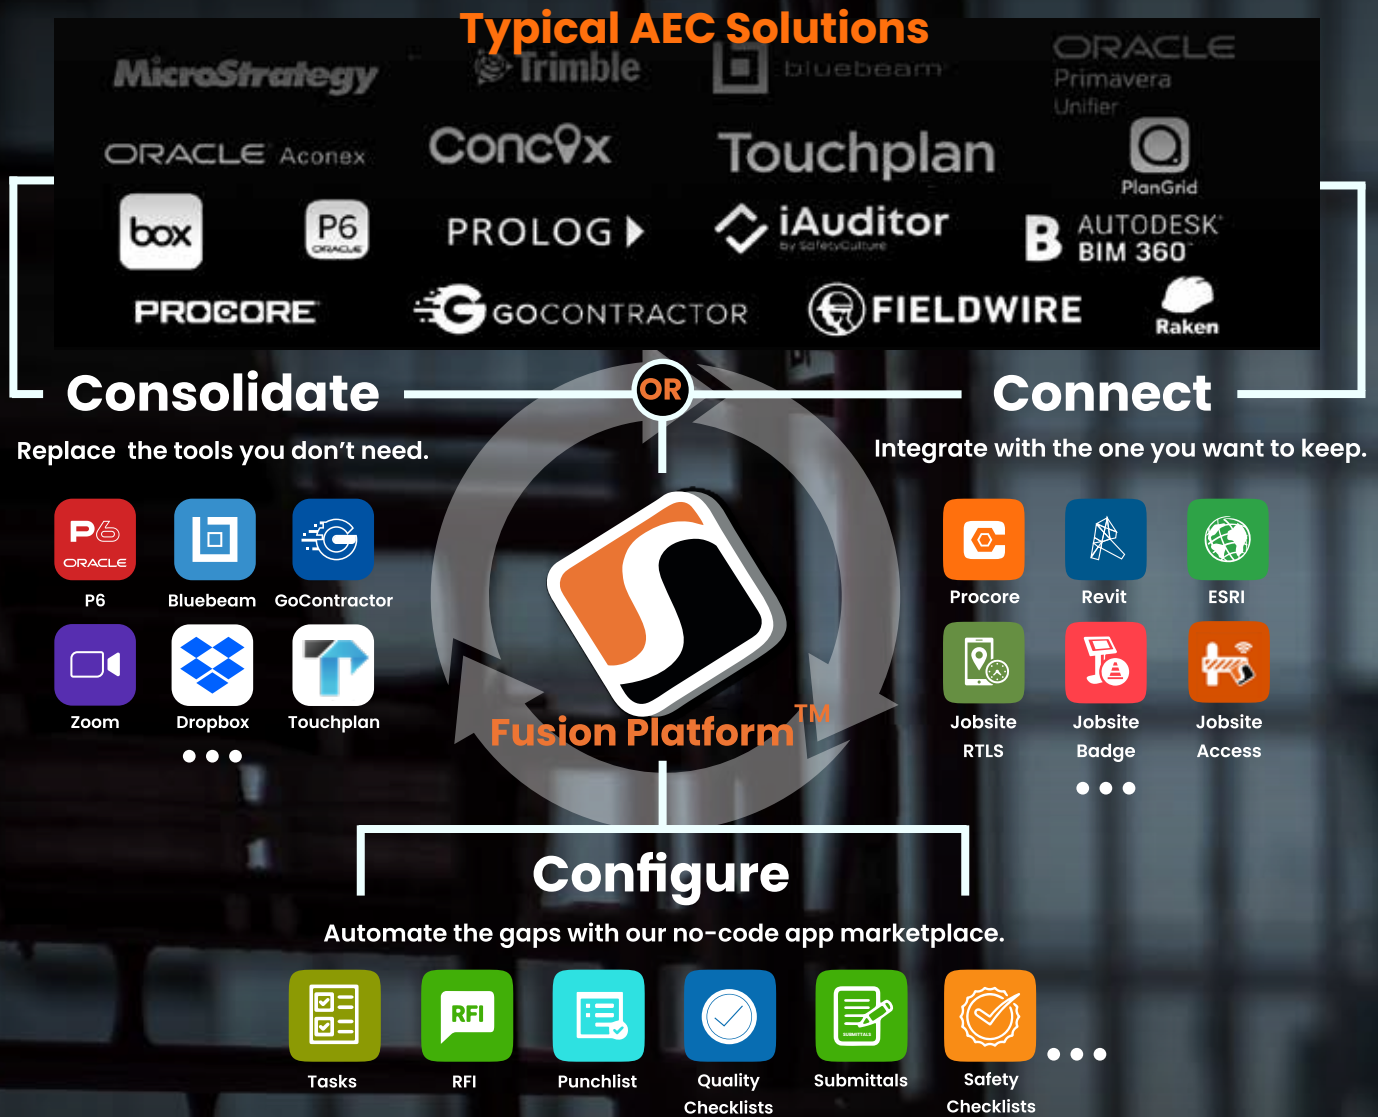 Typical AEC Solutions
MicroStrategy
Trimble
bluebeam
ORACLE
Primavera
Unifier
ORACLE Aconex
Concox
Touchplan
PlanGrid
box
P6
ORACLE
PROLOG
iAuditor
by SafetyCulture
B AUTODESK
BIM 360
PROCORE
GOCONTRACTOR
FIELDWIRE
Raken
Consolidate
OR
Connect
Replace the tools you don't need.
Integrate with the one you want to keep.
P6
ORACLE
P6
Bluebeam
GoContractor
Procore
Revit
ESRI
Zoom
Dropbox
Touchplan
Jobsite
RTLS
Jobsite
Badge
Jobsite
Access
Fusion Platform™
Configure
Automate the gaps with our no-code app marketplace.
RFI
SUBMITTALS
Tasks
RFI
Punchlist
Quality
Checklists
Submittals
Safety
Checklists